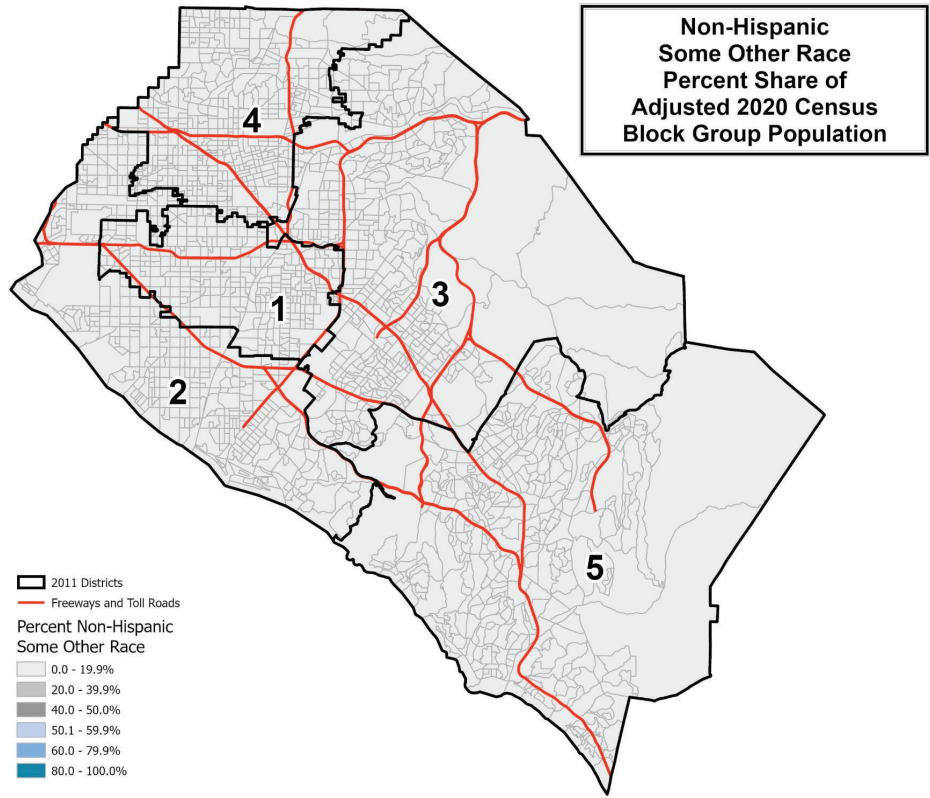 Non-Hispanic
Some Other Race
Percent Share of
Adjusted 2020 Census
Block Group Population
4
3
1
2
5
2011 Districts
Freeways and Toll Roads
Percent Non-Hispanic
Some Other Race
0.0 - 19.9%
20.0 - 39.9%
40.0 - 50.0%
50.1 - 59.9%
60.0 - 79.9%
80.0 - 100.0%